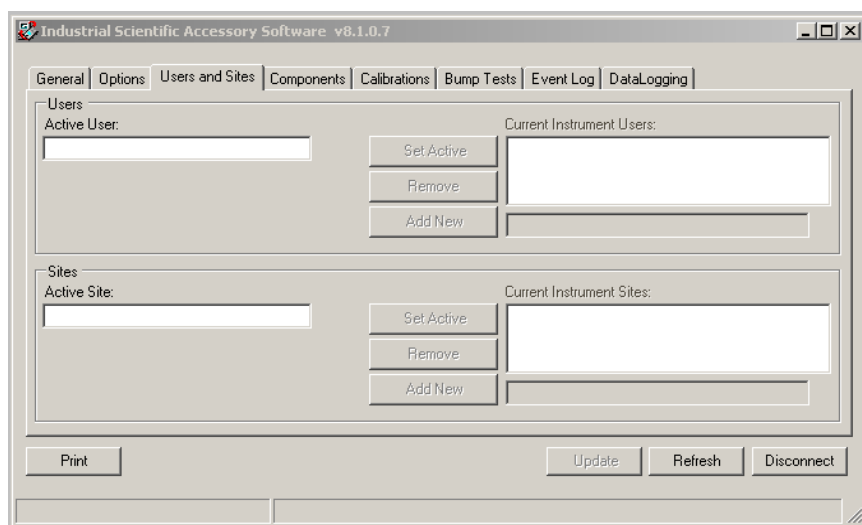 Industrial Scientific Accessory Software v8.1.0.7
General Options Users and Sites Components Calibrations Bump Tests Event Log DataLogging
Users
Active User:
Current Instrument Users:
Set Active
Remove
Add New
Sites
Active Site:
Current Instrument Sites:
Set Active
Remove
Add New
Print Update Refresh Disconnect